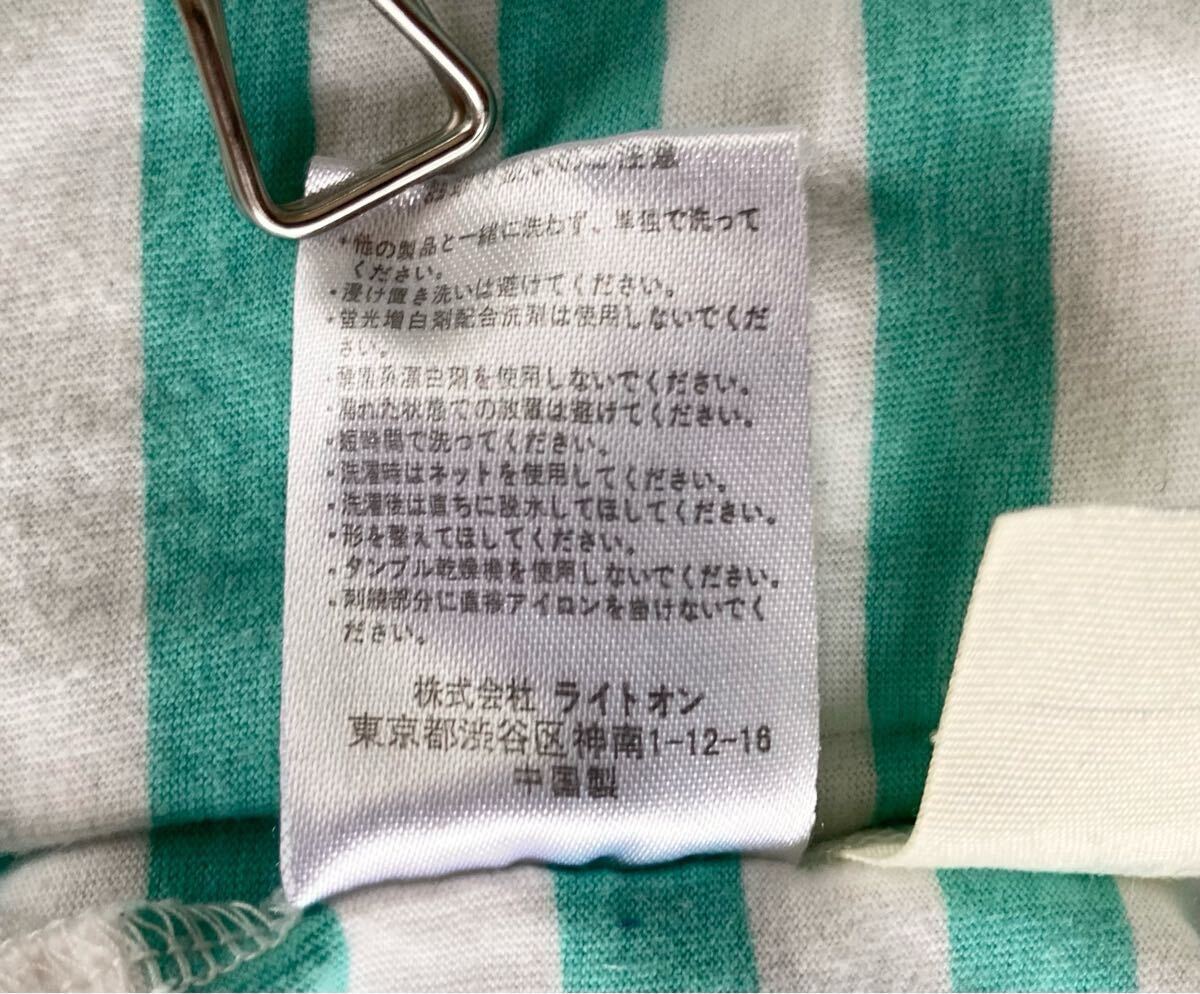 ご注意
・他の製品と一緒に洗わず、単独で洗って
ください。
・浸け置き洗いは避けてください。
・蛍光増白剤配合洗剤は使用しないでくだ
さい。
・酸素系漂白剤を使用しないでください。
・濡れた状態での放置は避けてください。
・短時間で洗ってください。
・洗濯時はネットを使用してください。
・洗濯後は直ちに脱水してほしてください。
・形を整えてほしてください。
・タンブル乾燥機を使用しないでください。
・刺繍部分に直接アイロンを掛けないでく
ださい。
株式会社 ライトオン
東京都渋谷区神南1-12-16
中国製